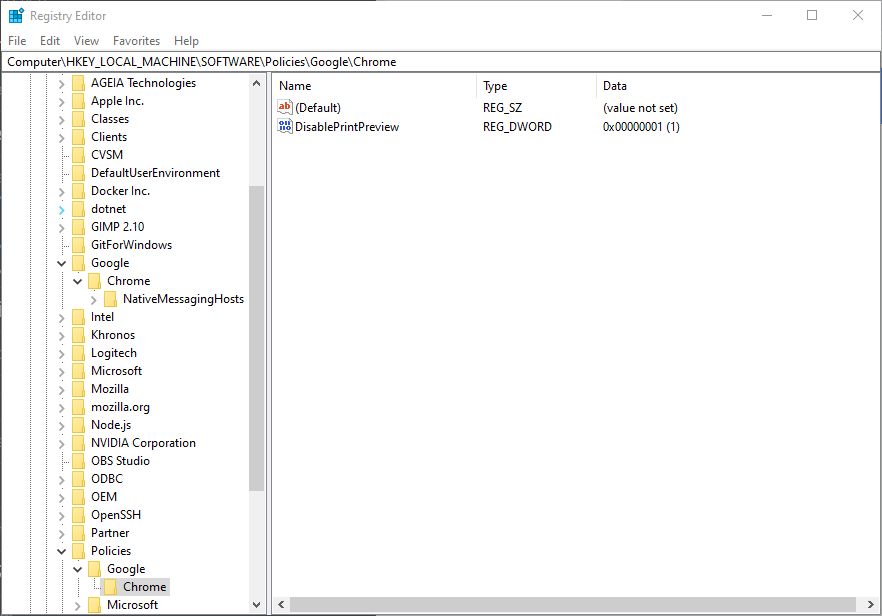 Registry Editor
File Edit View Favorites Help
Computer\HKEY_LOCAL_MACHINE\SOFTWARE\Policies\Google\Chrome
AGEIA Technologies
Apple Inc.
Classes
Clients
CVSM
DefaultUserEnvironment
Docker Inc.
dotnet
GIMP 2.10
GitForWindows
Google
Chrome
NativeMessagingHosts
Intel
Khronos
Logitech
Microsoft
Mozilla
mozilla.org
Node.js
NVIDIA Corporation
OBS Studio
ODBC
OEM
OpenSSH
Partner
Policies
Google
Chrome
Microsoft
Name Type Data
ab (Default) REG_SZ (value not set)
DisablePrintPreview REG_DWORD 0x00000001 (1)